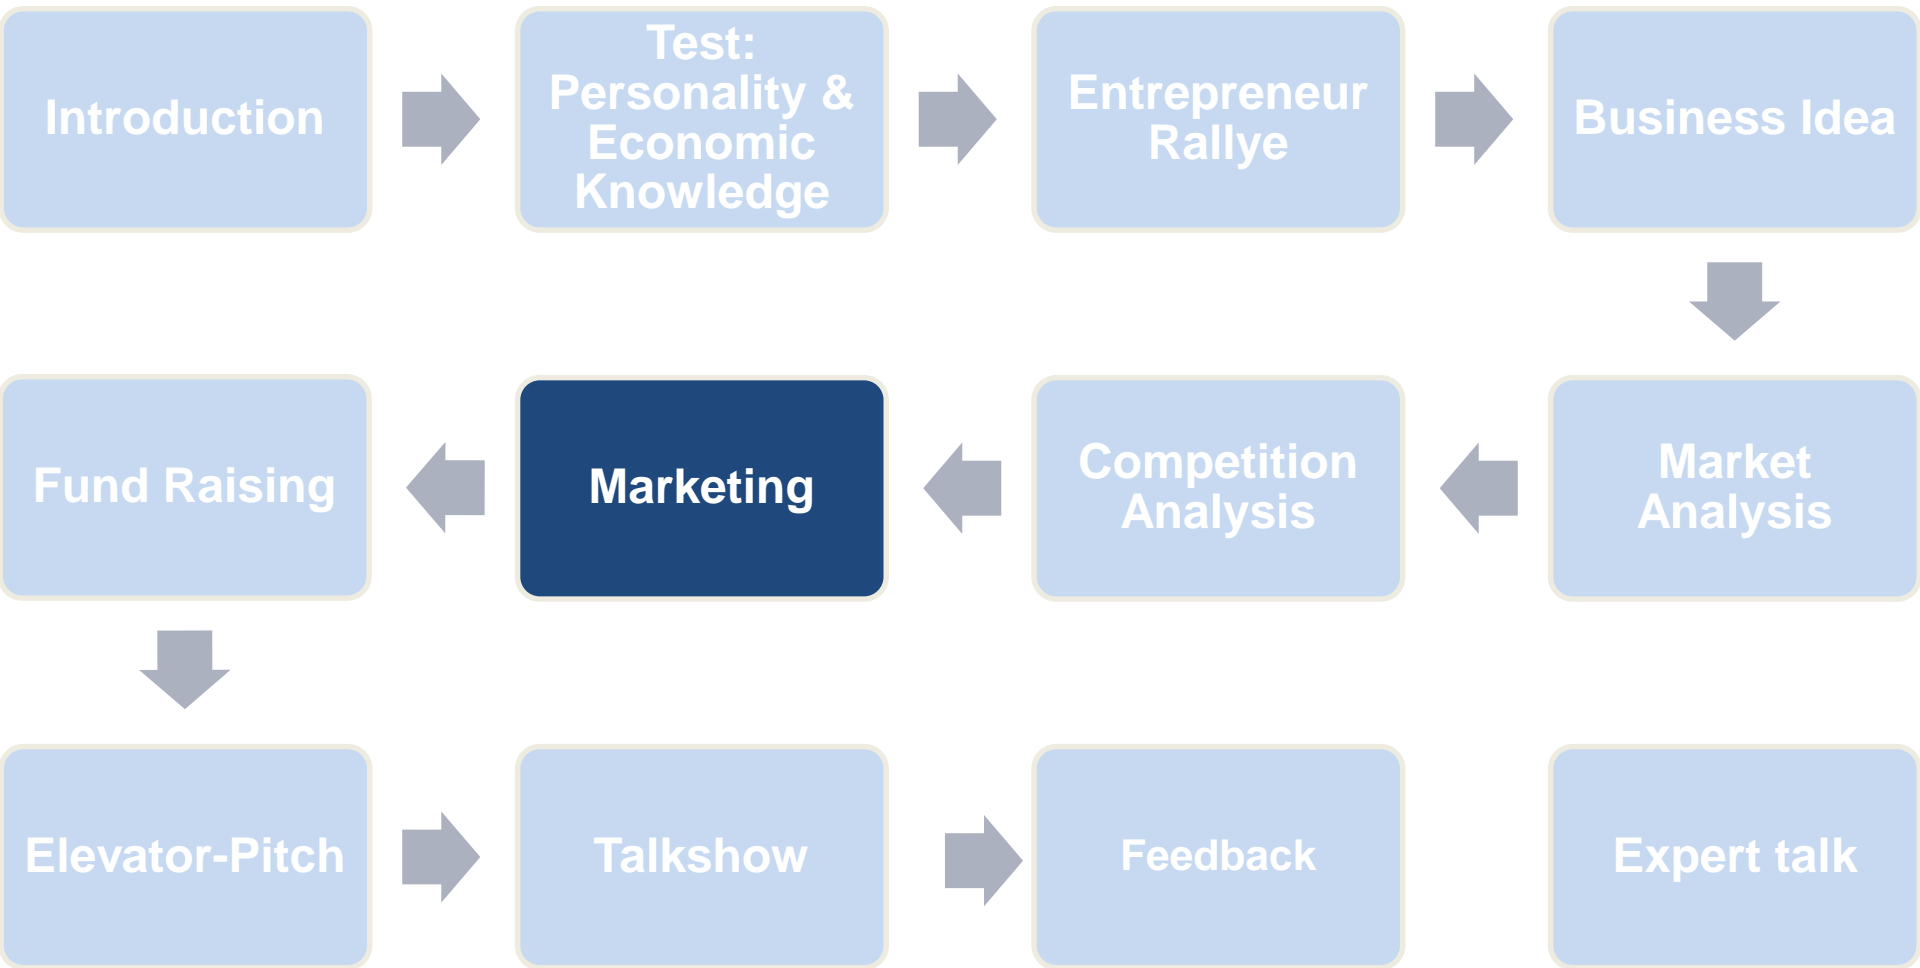 Introduction
Test:
Personality &
Economic
Knowledge
Entrepreneur
Rallye
Business Idea
Fund Raising
Marketing
Competition
Analysis
Market
Analysis
Elevator-Pitch
Talkshow
Feedback
Expert talk